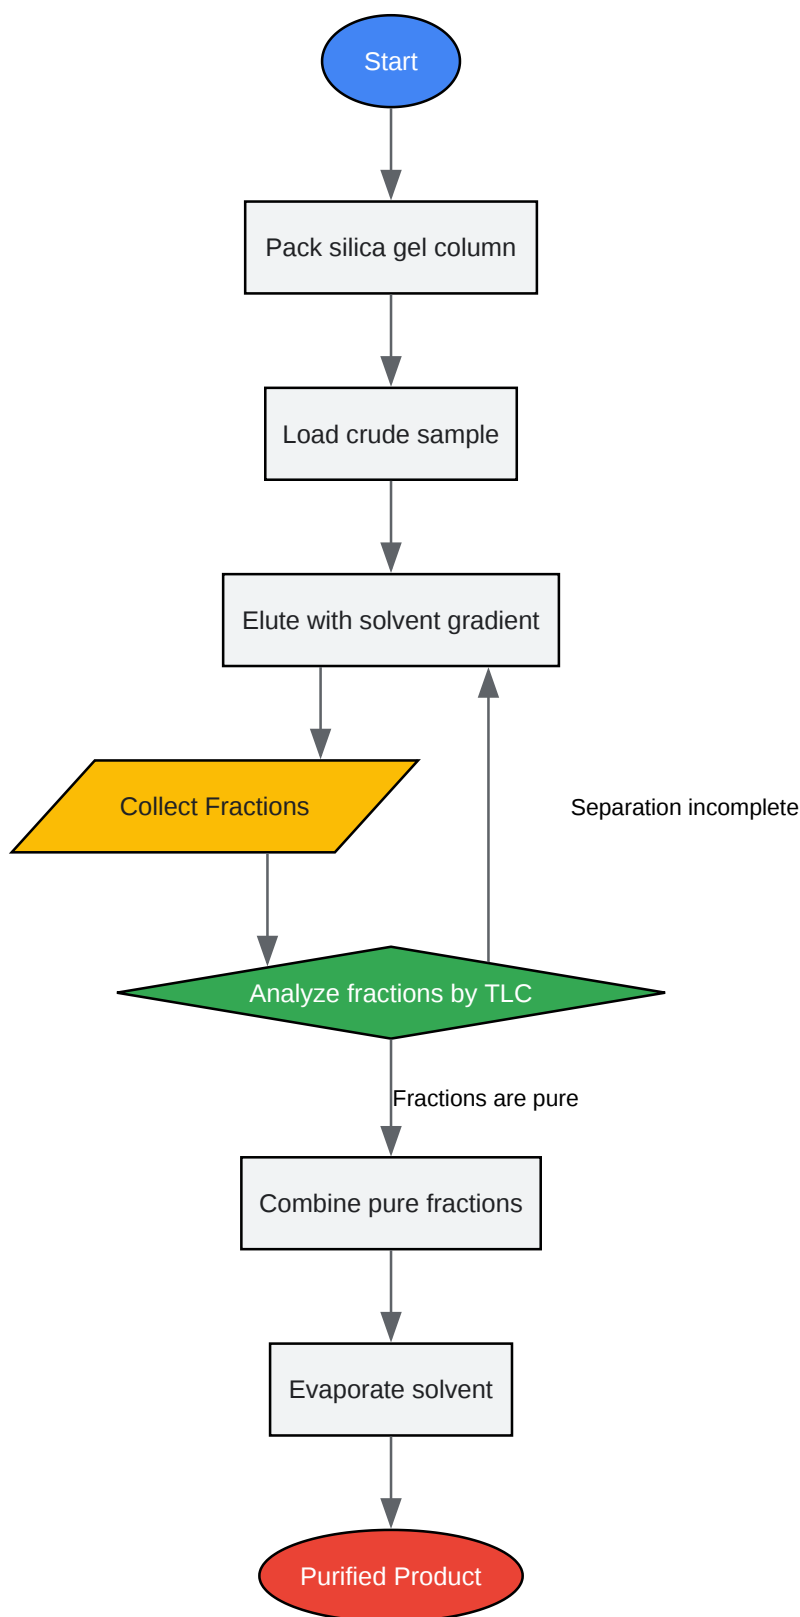 Start
Pack silica gel column
Load crude sample
Elute with solvent gradient
Collect Fractions
Separation incomplete
Analyze fractions by TLC
Fractions are pure
Combine pure fractions
Evaporate solvent
Purified Product